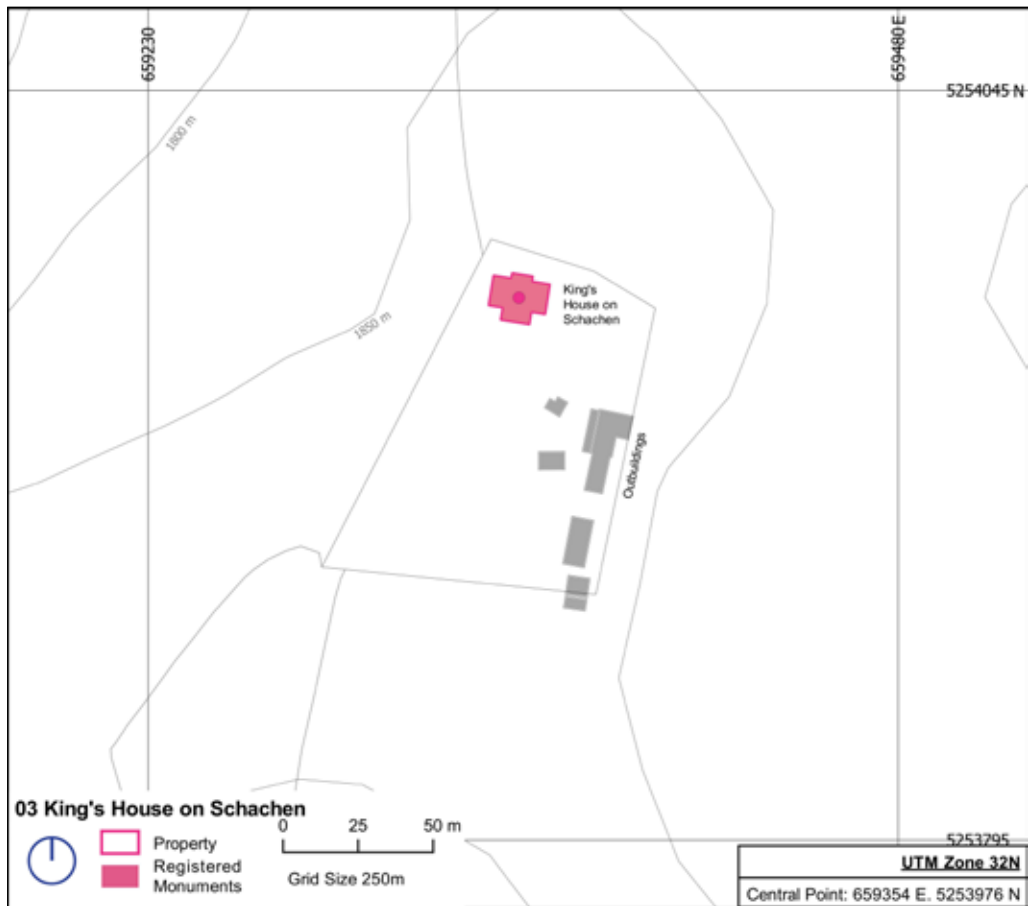 659230
659480 E
5254045 N
1800 m
King's
House on
Schachen
1850 m
Outbuildings
03 King's House on Schachen
0 25 50 m
Property
Registered
Monuments
Grid Size 250m
5253795
UTM Zone 32N
Central Point: 659354 E. 5253976 N